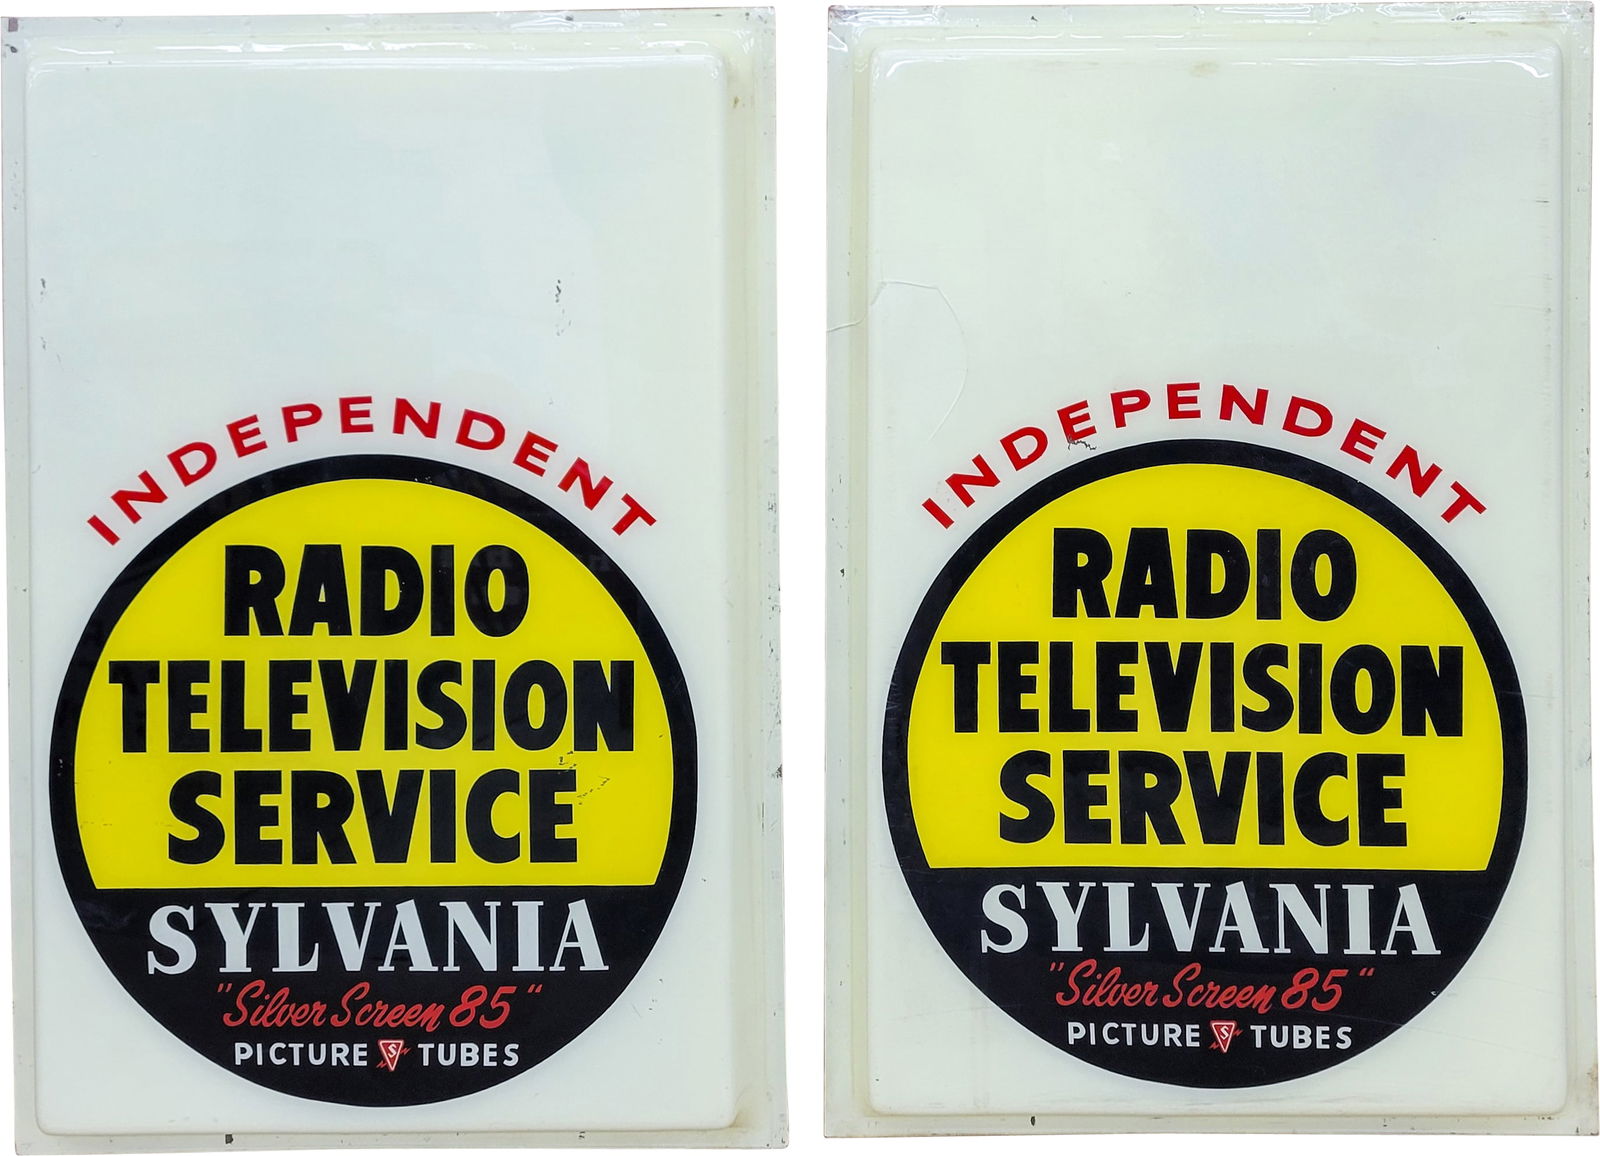 INDEPENDENT
RADIO
TELEVISION
SERVICE
SYLVANIA
"Silver Screen 85"
PICTURE S TUBES
INDEPENDENT
RADIO
TELEVISION
SERVICE
SYLVANIA
"Silver Screen 85"
PICTURE S TUBES